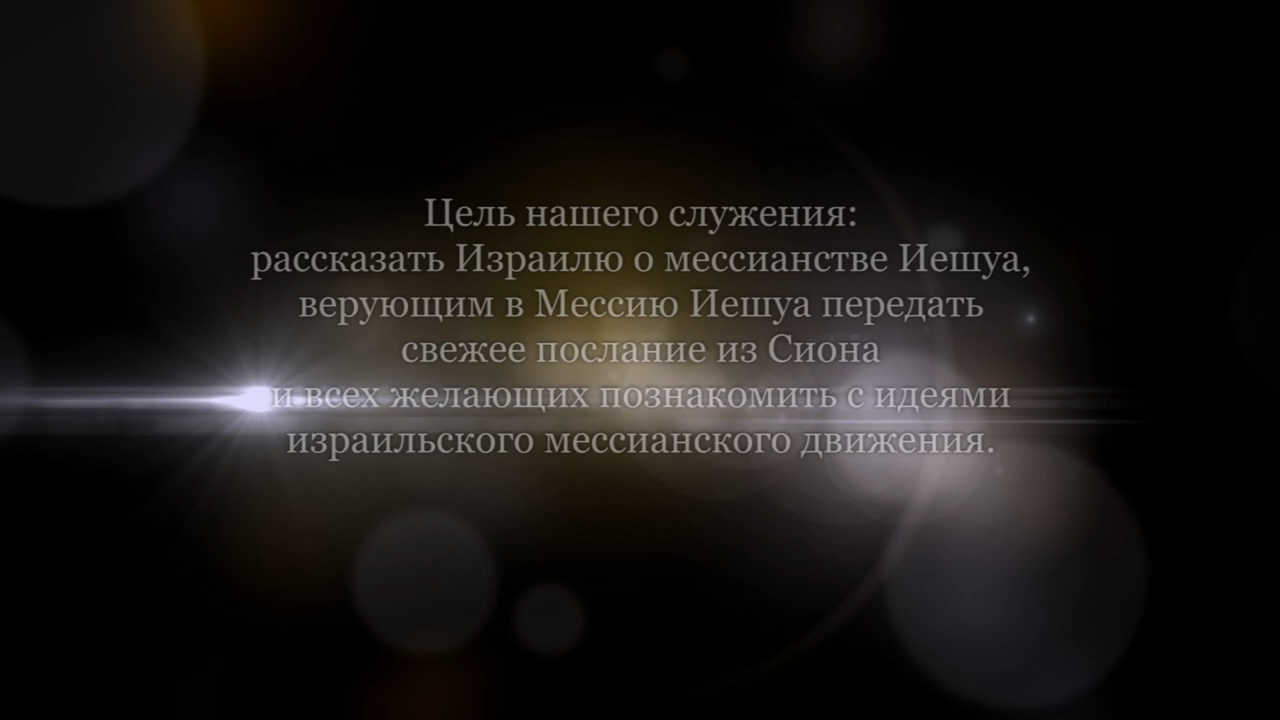 Цель нашего служения:
рассказать Израилю о мессианстве Иешуа,
верующим в Мессию Иешуа передать
свежее послание из Сиона
и всех желающих познакомить с идеями
израильского мессианского движения.